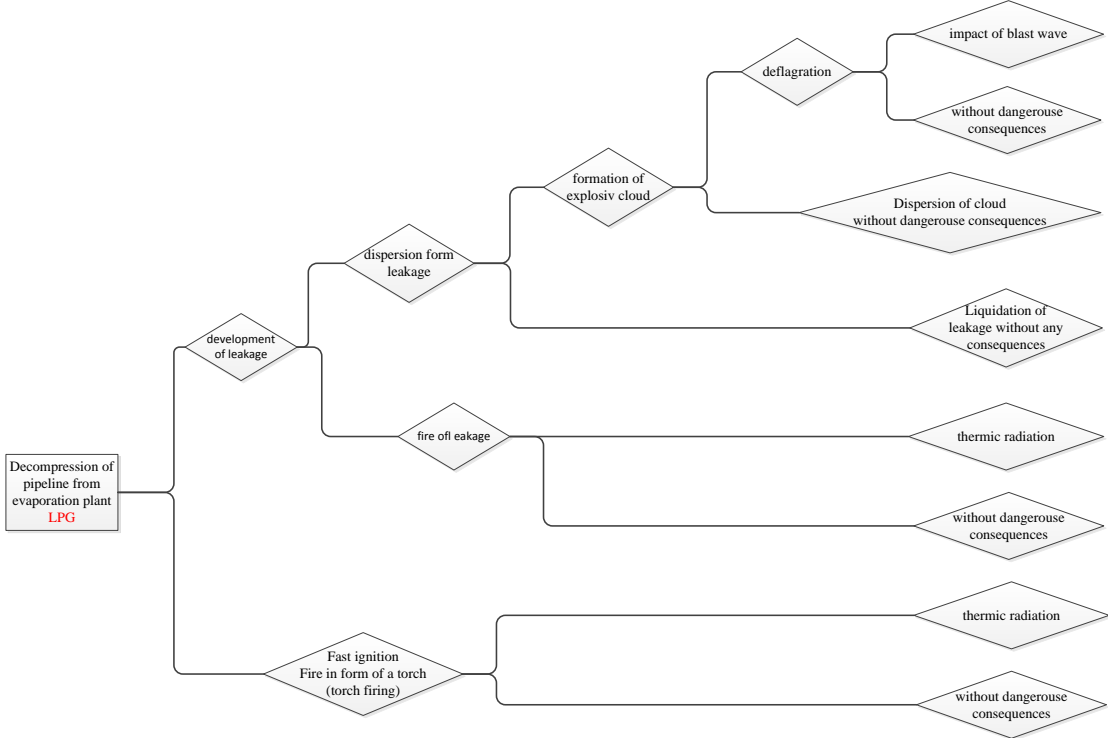 impact of blast wave
deflagration
without dangerouse
consequences
formation of
explosiv cloud
Dispersion of cloud
without dangerouse consequences
dispersion form
leakage
Liquidation of
leakage without any
consequences
development
of leakage
fire ofl eakage
thermic radiation
Decompression of
pipeline from
evaporation plant
LPG
without dangerouse
consequences
thermic radiation
Fast ignition
Fire in form of a torch
(torch firing)
without dangerouse
consequences